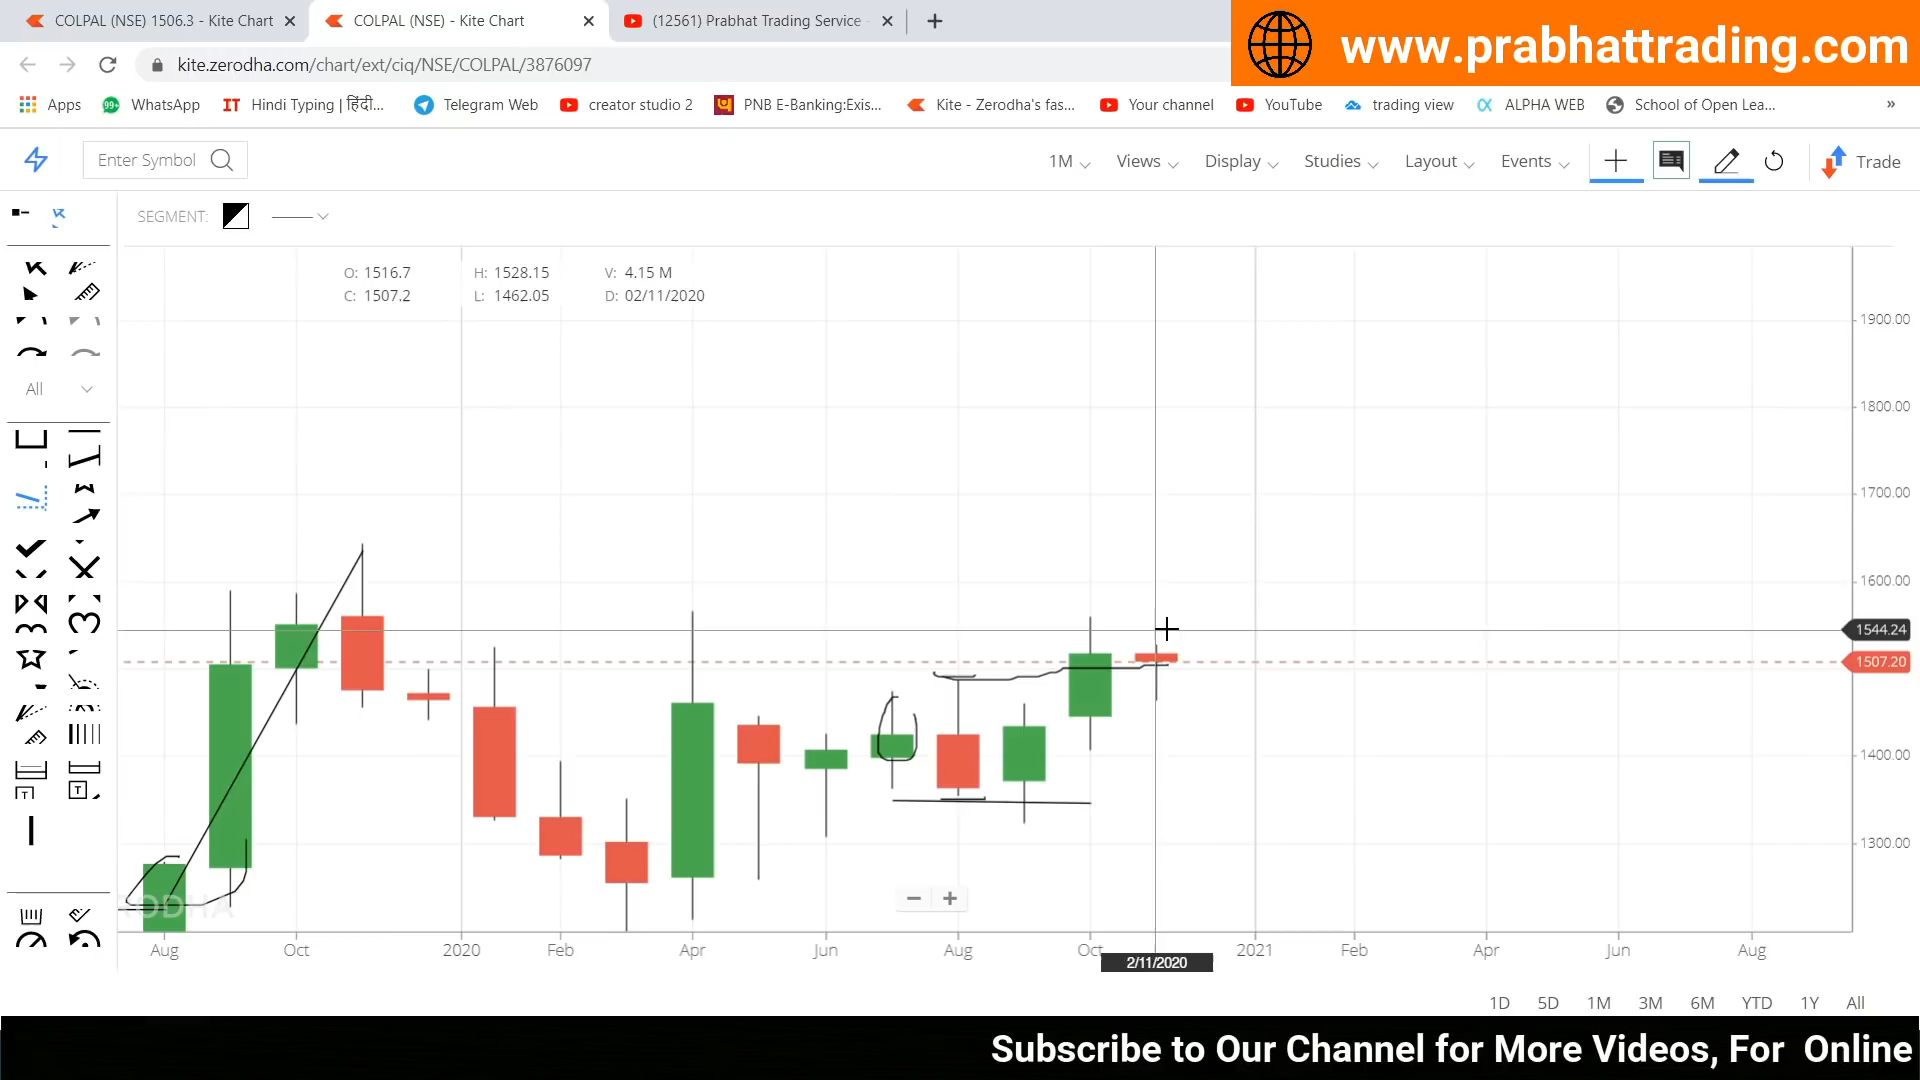 COLPAL (NSE) 1506.3 - Kite Chart
COLPAL (NSE) - Kite Chart
(12561) Prabhat Trading Service -
www.prabhattrading.com
kite.zerodha.com/chart/ext/ciq/NSE/COLPAL/3876097
Apps
99+
WhatsApp
IT
Hindi Typing | हिंदी...
Telegram Web
creator studio 2
PNB E-Banking:Exis...
Kite - Zerodha's fas...
Your channel
YouTube
trading view
ALPHA WEB
School of Open Lea...
»
Enter Symbol
1M
Views
Display
Studies
Layout
Events
Trade
SEGMENT:
O: 1516.7 H: 1528.15 V: 4.15 M
C: 1507.2 L: 1462.05 D: 02/11/2020
All
1900.00
1800.00
1700.00
1600.00
1544.24
1507.20
1400.00
1300.00
Aug Oct 2020 Feb Apr Jun Aug Oct 2021 Feb Apr Jun Aug
2/11/2020
1D 5D 1M 3M 6M YTD 1Y All
Subscribe to Our Channel for More Videos, For Online